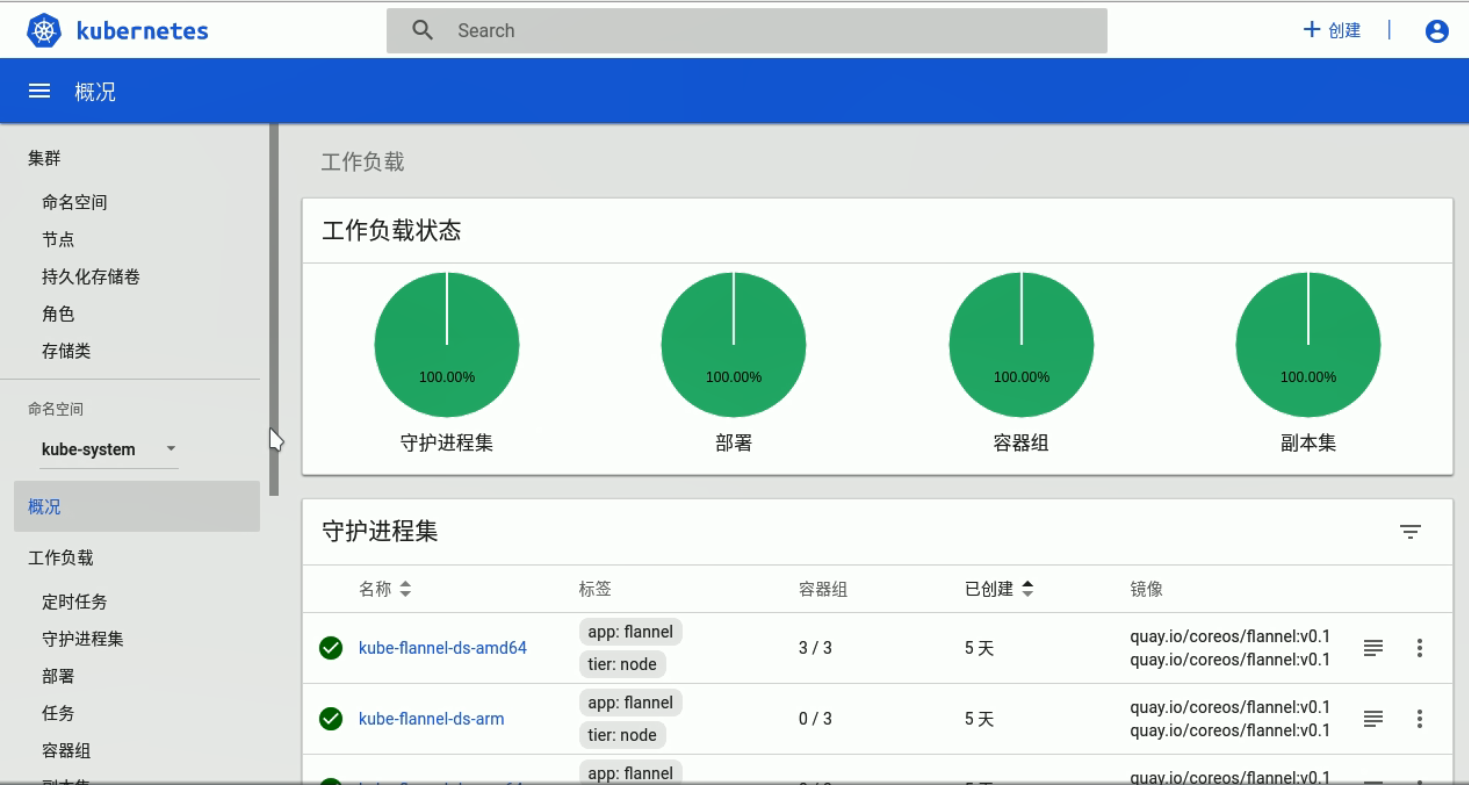 kubernetes
Search
+ 创建
概况
集群
命名空间
节点
持久化存储卷
角色
存储类
命名空间
kube-system
概况
工作负载
定时任务
守护进程集
部署
任务
容器组
副本集
工作负载
工作负载状态
100.00% 100.00% 100.00% 100.00%
守护进程集 部署 容器组 副本集
守护进程集
名称 标签 容器组 已创建 镜像
kube-flannel-ds-amd64
app: flannel
tier: node
3 / 3
5 天
quay.io/coreos/flannel:v0.1
quay.io/coreos/flannel:v0.1
kube-flannel-ds-arm
app: flannel
tier: node
0 / 3
5 天
quay.io/coreos/flannel:v0.1
quay.io/coreos/flannel:v0.1
app: flannel
quay.io/coreos/flannel:v0.1